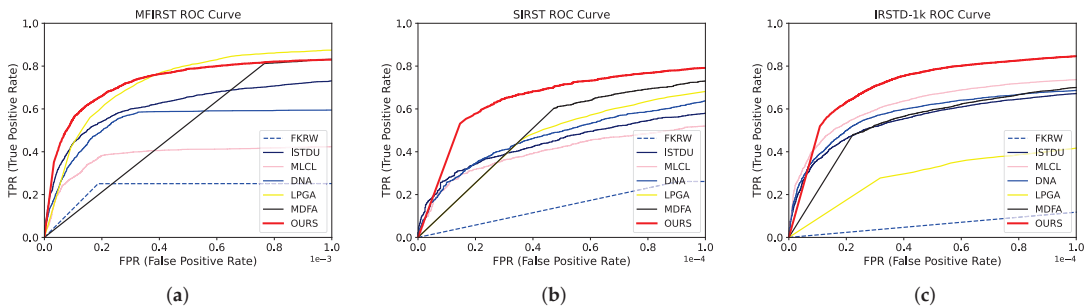 MFIRST ROC Curve
1.0
0.8
0.6
0.4
0.2
0.0
TPR (True Positive Rate)
FKRW
ISTDU
MLCL
DNA
LPGA
MDFA
OURS
0.0 0.2 0.4 0.6 0.8 1.0
FPR (False Positive Rate)
1e−3
(a)
SIRST ROC Curve
1.0
0.8
0.6
0.4
0.2
0.0
TPR (True Positive Rate)
FKRW
ISTDU
MLCL
DNA
LPGA
MDFA
OURS
0.0 0.2 0.4 0.6 0.8 1.0
FPR (False Positive Rate)
1e−4
(b)
IRSTD-1k ROC Curve
1.0
0.8
0.6
0.4
0.2
0.0
TPR (True Positive Rate)
FKRW
ISTDU
MLCL
DNA
LPGA
MDFA
OURS
0.0 0.2 0.4 0.6 0.8 1.0
FPR (False Positive Rate)
1e−4
(c)